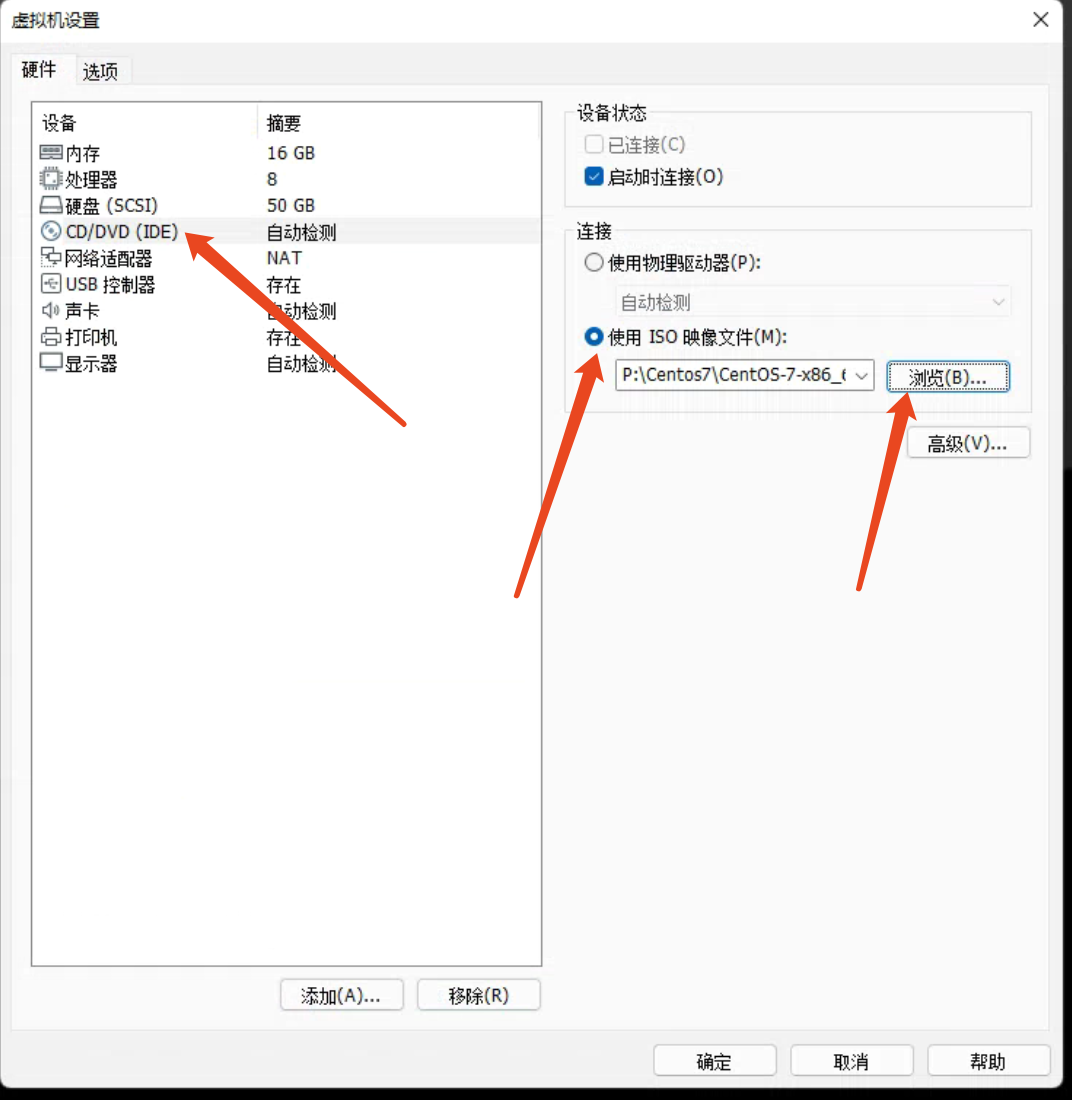 虚拟机设置
硬件 选项
设备 摘要
内存 16 GB
处理器 8
硬盘 (SCSI) 50 GB
CD/DVD (IDE) 自动检测
网络适配器 NAT
USB 控制器 存在
声卡 自动检测
打印机 存在
显示器 自动检测
添加(A)... 移除(R)
设备状态
已连接(C)
启动时连接(O)
连接
使用物理驱动器(P):
自动检测
使用 ISO 映像文件(M):
P:\Centos7\CentOS-7-x86_6 浏览(B)...
高级(V)...
确定 取消 帮助